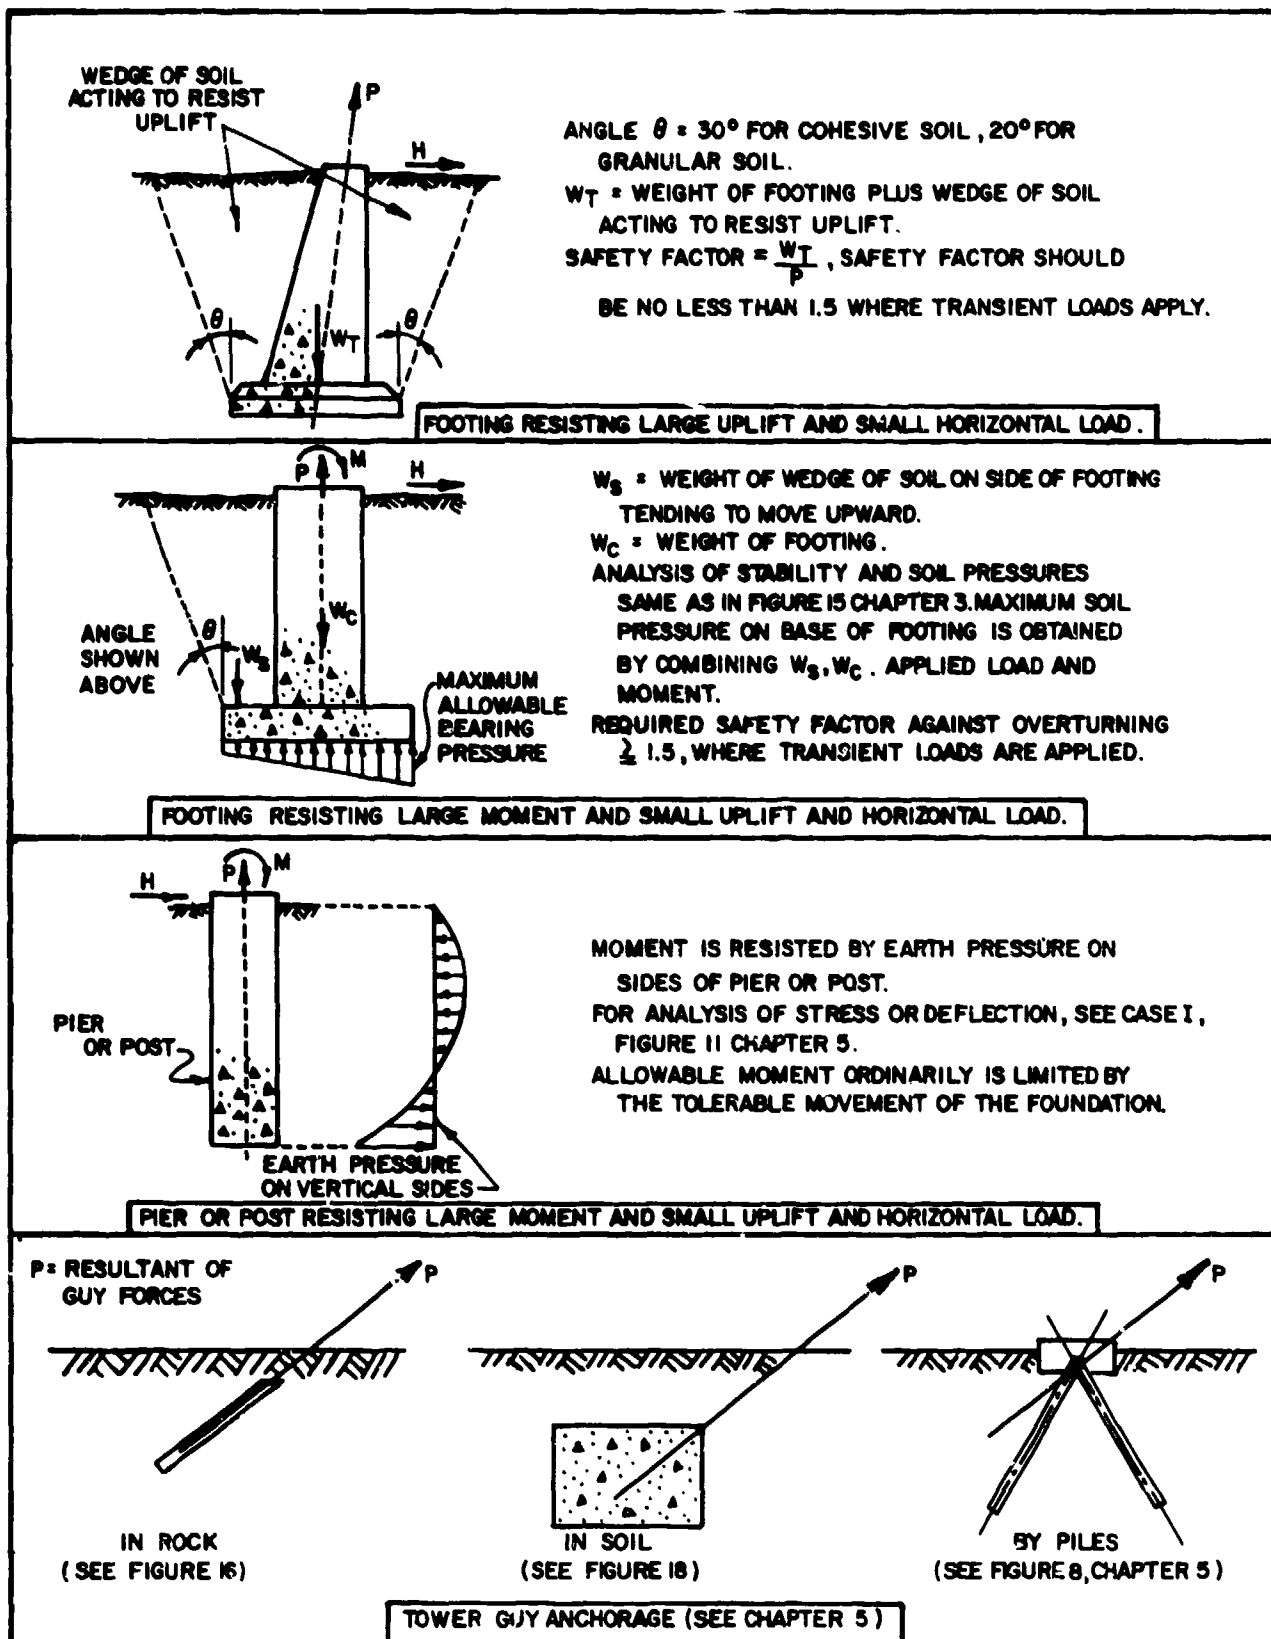 WEDGE OF SOIL
ACTING TO RESIST
UPLIFT
P
H
θ
θ
WT
ANGLE θ = 30° FOR COHESIVE SOIL, 20° FOR
GRANULAR SOIL.
WT = WEIGHT OF FOOTING PLUS WEDGE OF SOIL
ACTING TO RESIST UPLIFT.
SAFETY FACTOR = WT/P, SAFETY FACTOR SHOULD
BE NO LESS THAN 1.5 WHERE TRANSIENT LOADS APPLY.
FOOTING RESISTING LARGE UPLIFT AND SMALL HORIZONTAL LOAD.
P
M
H
WC
θ
WS
ANGLE
SHOWN
ABOVE
MAXIMUM
ALLOWABLE
BEARING
PRESSURE
WS = WEIGHT OF WEDGE OF SOIL ON SIDE OF FOOTING
TENDING TO MOVE UPWARD.
WC = WEIGHT OF FOOTING.
ANALYSIS OF STABILITY AND SOIL PRESSURES
SAME AS IN FIGURE 15 CHAPTER 3. MAXIMUM SOIL
PRESSURE ON BASE OF FOOTING IS OBTAINED
BY COMBINING WS, WC. APPLIED LOAD AND
MOMENT.
REQUIRED SAFETY FACTOR AGAINST OVERTURNING
≥ 1.5, WHERE TRANSIENT LOADS ARE APPLIED.
FOOTING RESISTING LARGE MOMENT AND SMALL UPLIFT AND HORIZONTAL LOAD.
H
P
M
PIER
OR POST
EARTH PRESSURE
ON VERTICAL SIDES
MOMENT IS RESISTED BY EARTH PRESSURE ON
SIDES OF PIER OR POST.
FOR ANALYSIS OF STRESS OR DEFLECTION, SEE CASE I,
FIGURE 11 CHAPTER 5.
ALLOWABLE MOMENT ORDINARILY IS LIMITED BY
THE TOLERABLE MOVEMENT OF THE FOUNDATION.
PIER OR POST RESISTING LARGE MOMENT AND SMALL UPLIFT AND HORIZONTAL LOAD.
P = RESULTANT OF
GUY FORCES
P
P
P
IN ROCK
(SEE FIGURE 16)
IN SOIL
(SEE FIGURE 18)
BY PILES
(SEE FIGURE 8, CHAPTER 5)
TOWER GUY ANCHORAGE (SEE CHAPTER 5)